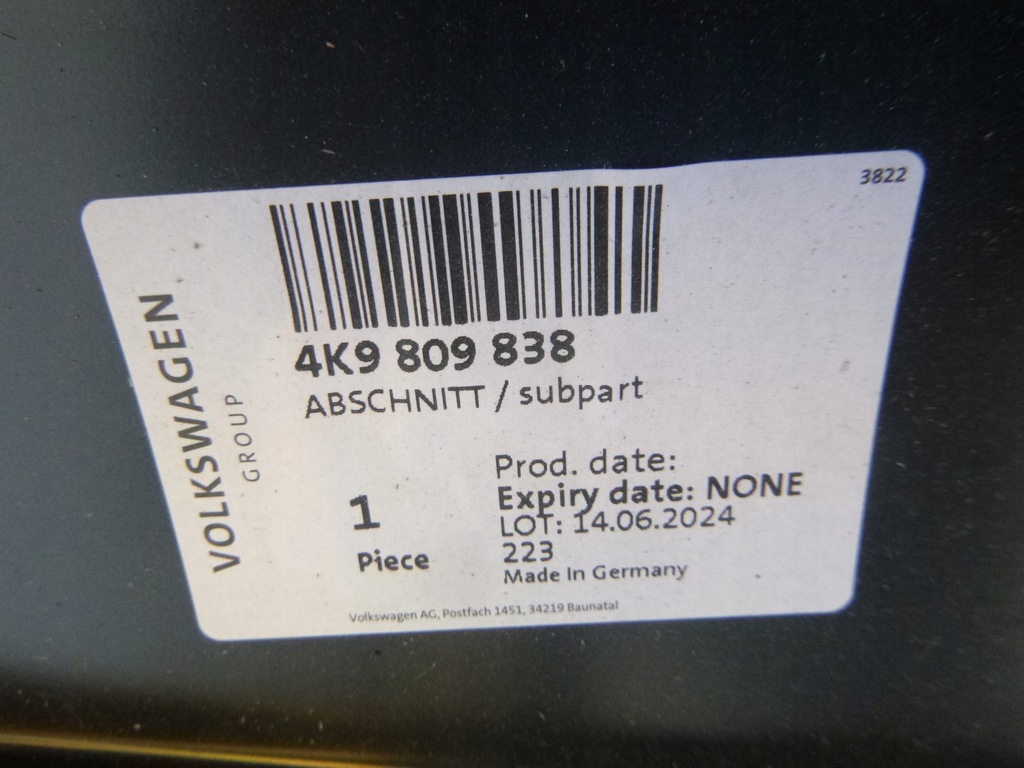 3822
VOLKSWAGEN
GROUP
4K9 809 838
ABSCHNITT / subpart
1
Piece
Prod. date:
Expiry date: NONE
LOT: 14.06.2024
223
Made In Germany
Volkswagen AG, Postfach 1451, 34219 Baunatal